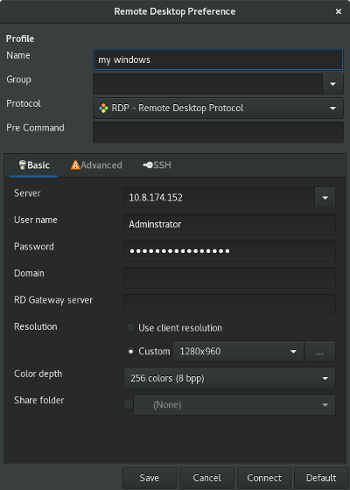 Remote Desktop Preference ×
Profile
Name my windows
Group
Protocol RDP - Remote Desktop Protocol
Pre Command
Basic Advanced SSH
Server 10.8.174.152
User name Adminstrator
Password ••••••••••••••••
Domain
RD Gateway server
Resolution Use client resolution
Custom 1280x960 ...
Color depth 256 colors (8 bpp)
Share folder (None)
Save Cancel Connect Default